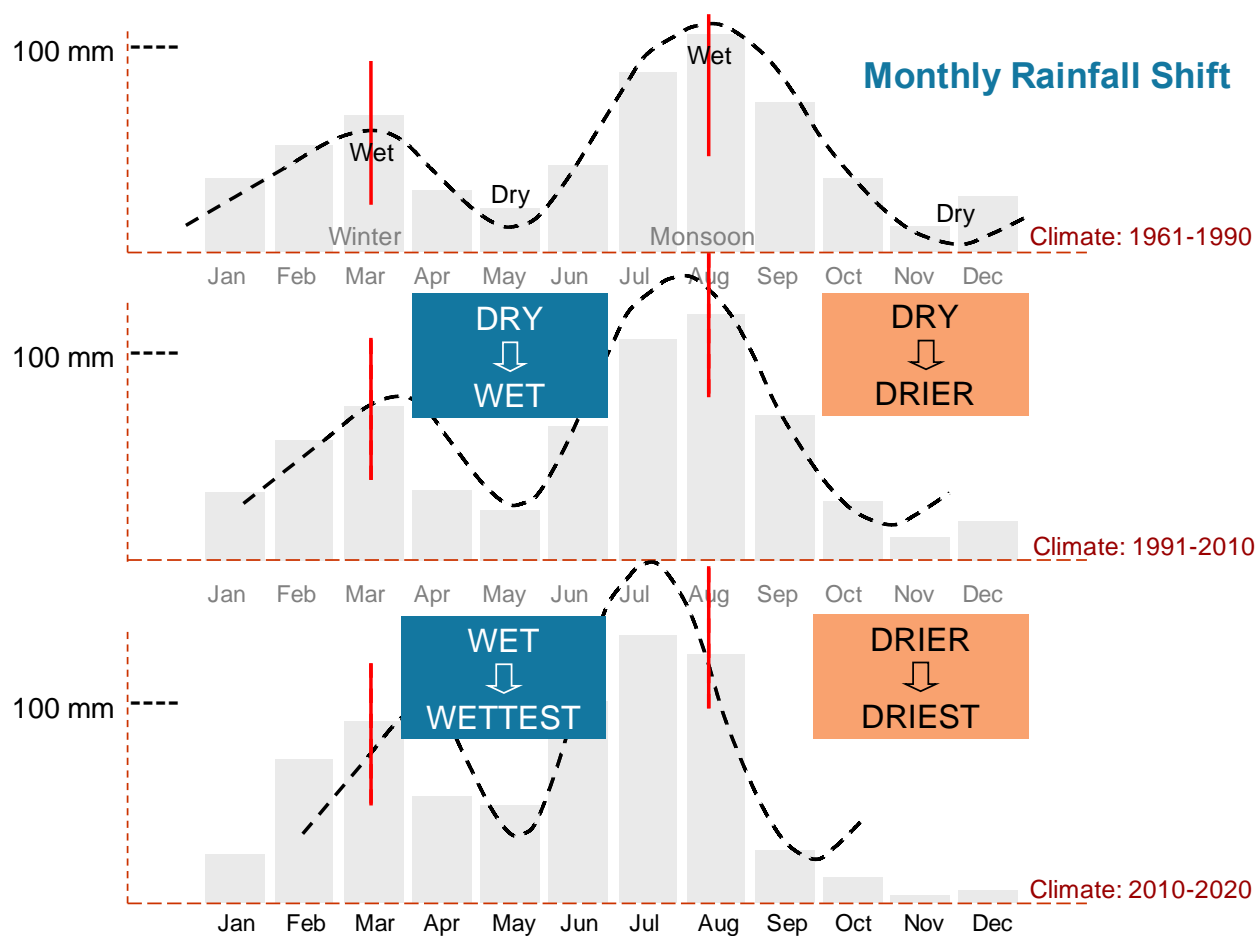 Monthly Rainfall Shift
100 mm
Wet
Wet
Dry
Dry
Winter
Monsoon
Climate: 1961-1990
Jan Feb Mar Apr May Jun Jul Aug Sep Oct Nov Dec
100 mm
DRY
WET
DRY
DRIER
Climate: 1991-2010
Jan Feb Mar Apr May Jun Jul Aug Sep Oct Nov Dec
100 mm
WET
WETTEST
DRIER
DRIEST
Climate: 2010-2020
Jan Feb Mar Apr May Jun Jul Aug Sep Oct Nov Dec